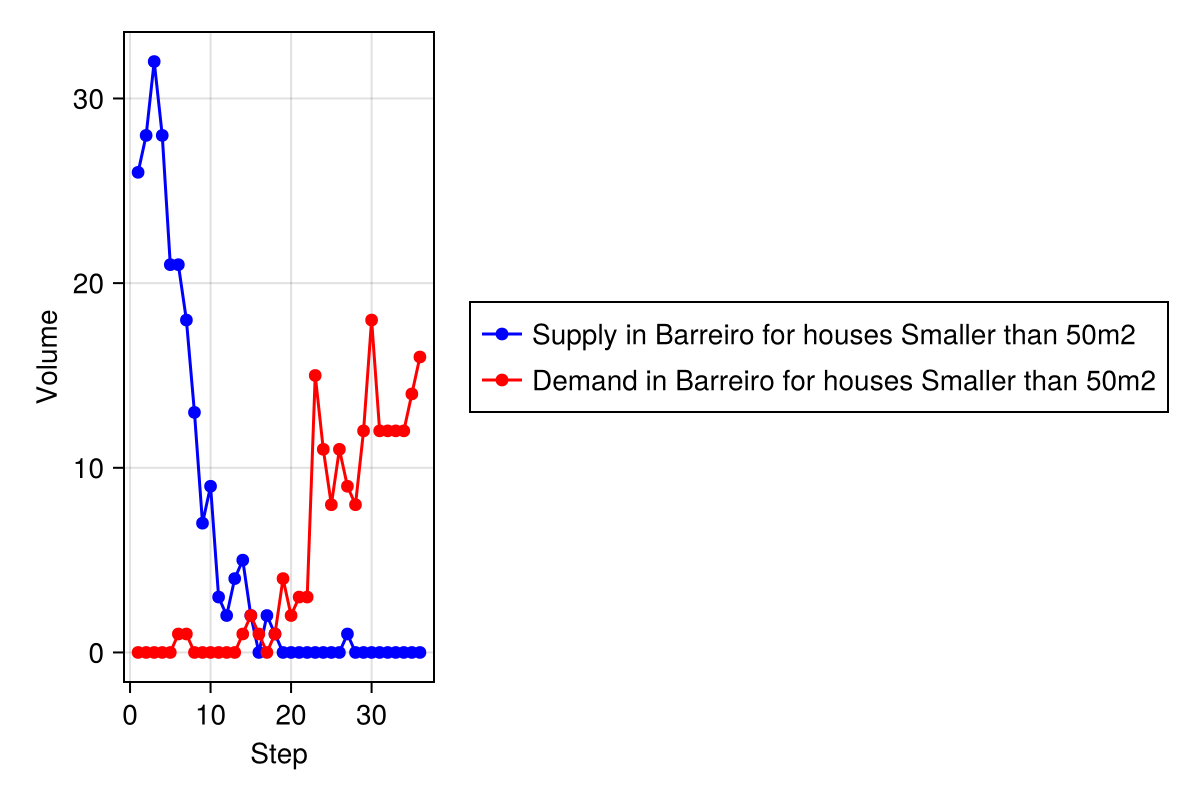 30
20
10
0
Volume
0 10 20 30
Step
Supply in Barreiro for houses Smaller than 50m2
Demand in Barreiro for houses Smaller than 50m2